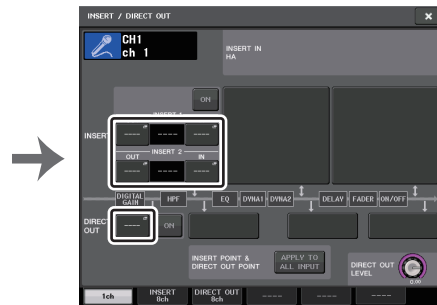 INSERT / DIRECT OUT
CH1
ch 1
INSERT IN
HA
ON
INSERT 1
INSERT
---- ---- ----
OUT INSERT 2 IN
---- ---- ----
DIGITAL GAIN HPF EQ DYNA1 DYNA2 DELAY FADER ON/OFF
DIRECT OUT
---- ON
INSERT POINT &
DIRECT OUT POINT
APPLY TO
ALL INPUT
DIRECT OUT
LEVEL
0.00
1ch
INSERT
8ch
DIRECT OUT
8ch
---- ---- ----